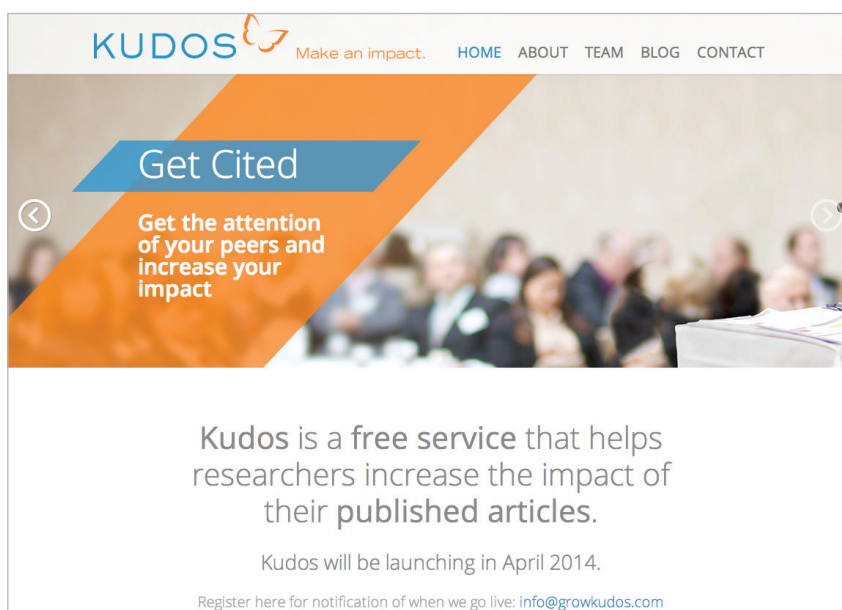 KUDOS Make an impact. HOME ABOUT TEAM BLOG CONTACT
Get Cited
Get the attention
of your peers and
increase your
impact
Kudos is a free service that helps
researchers increase the impact of
their published articles.
Kudos will be launching in April 2014.
Register here for notification of when we go live: info@growkudos.com